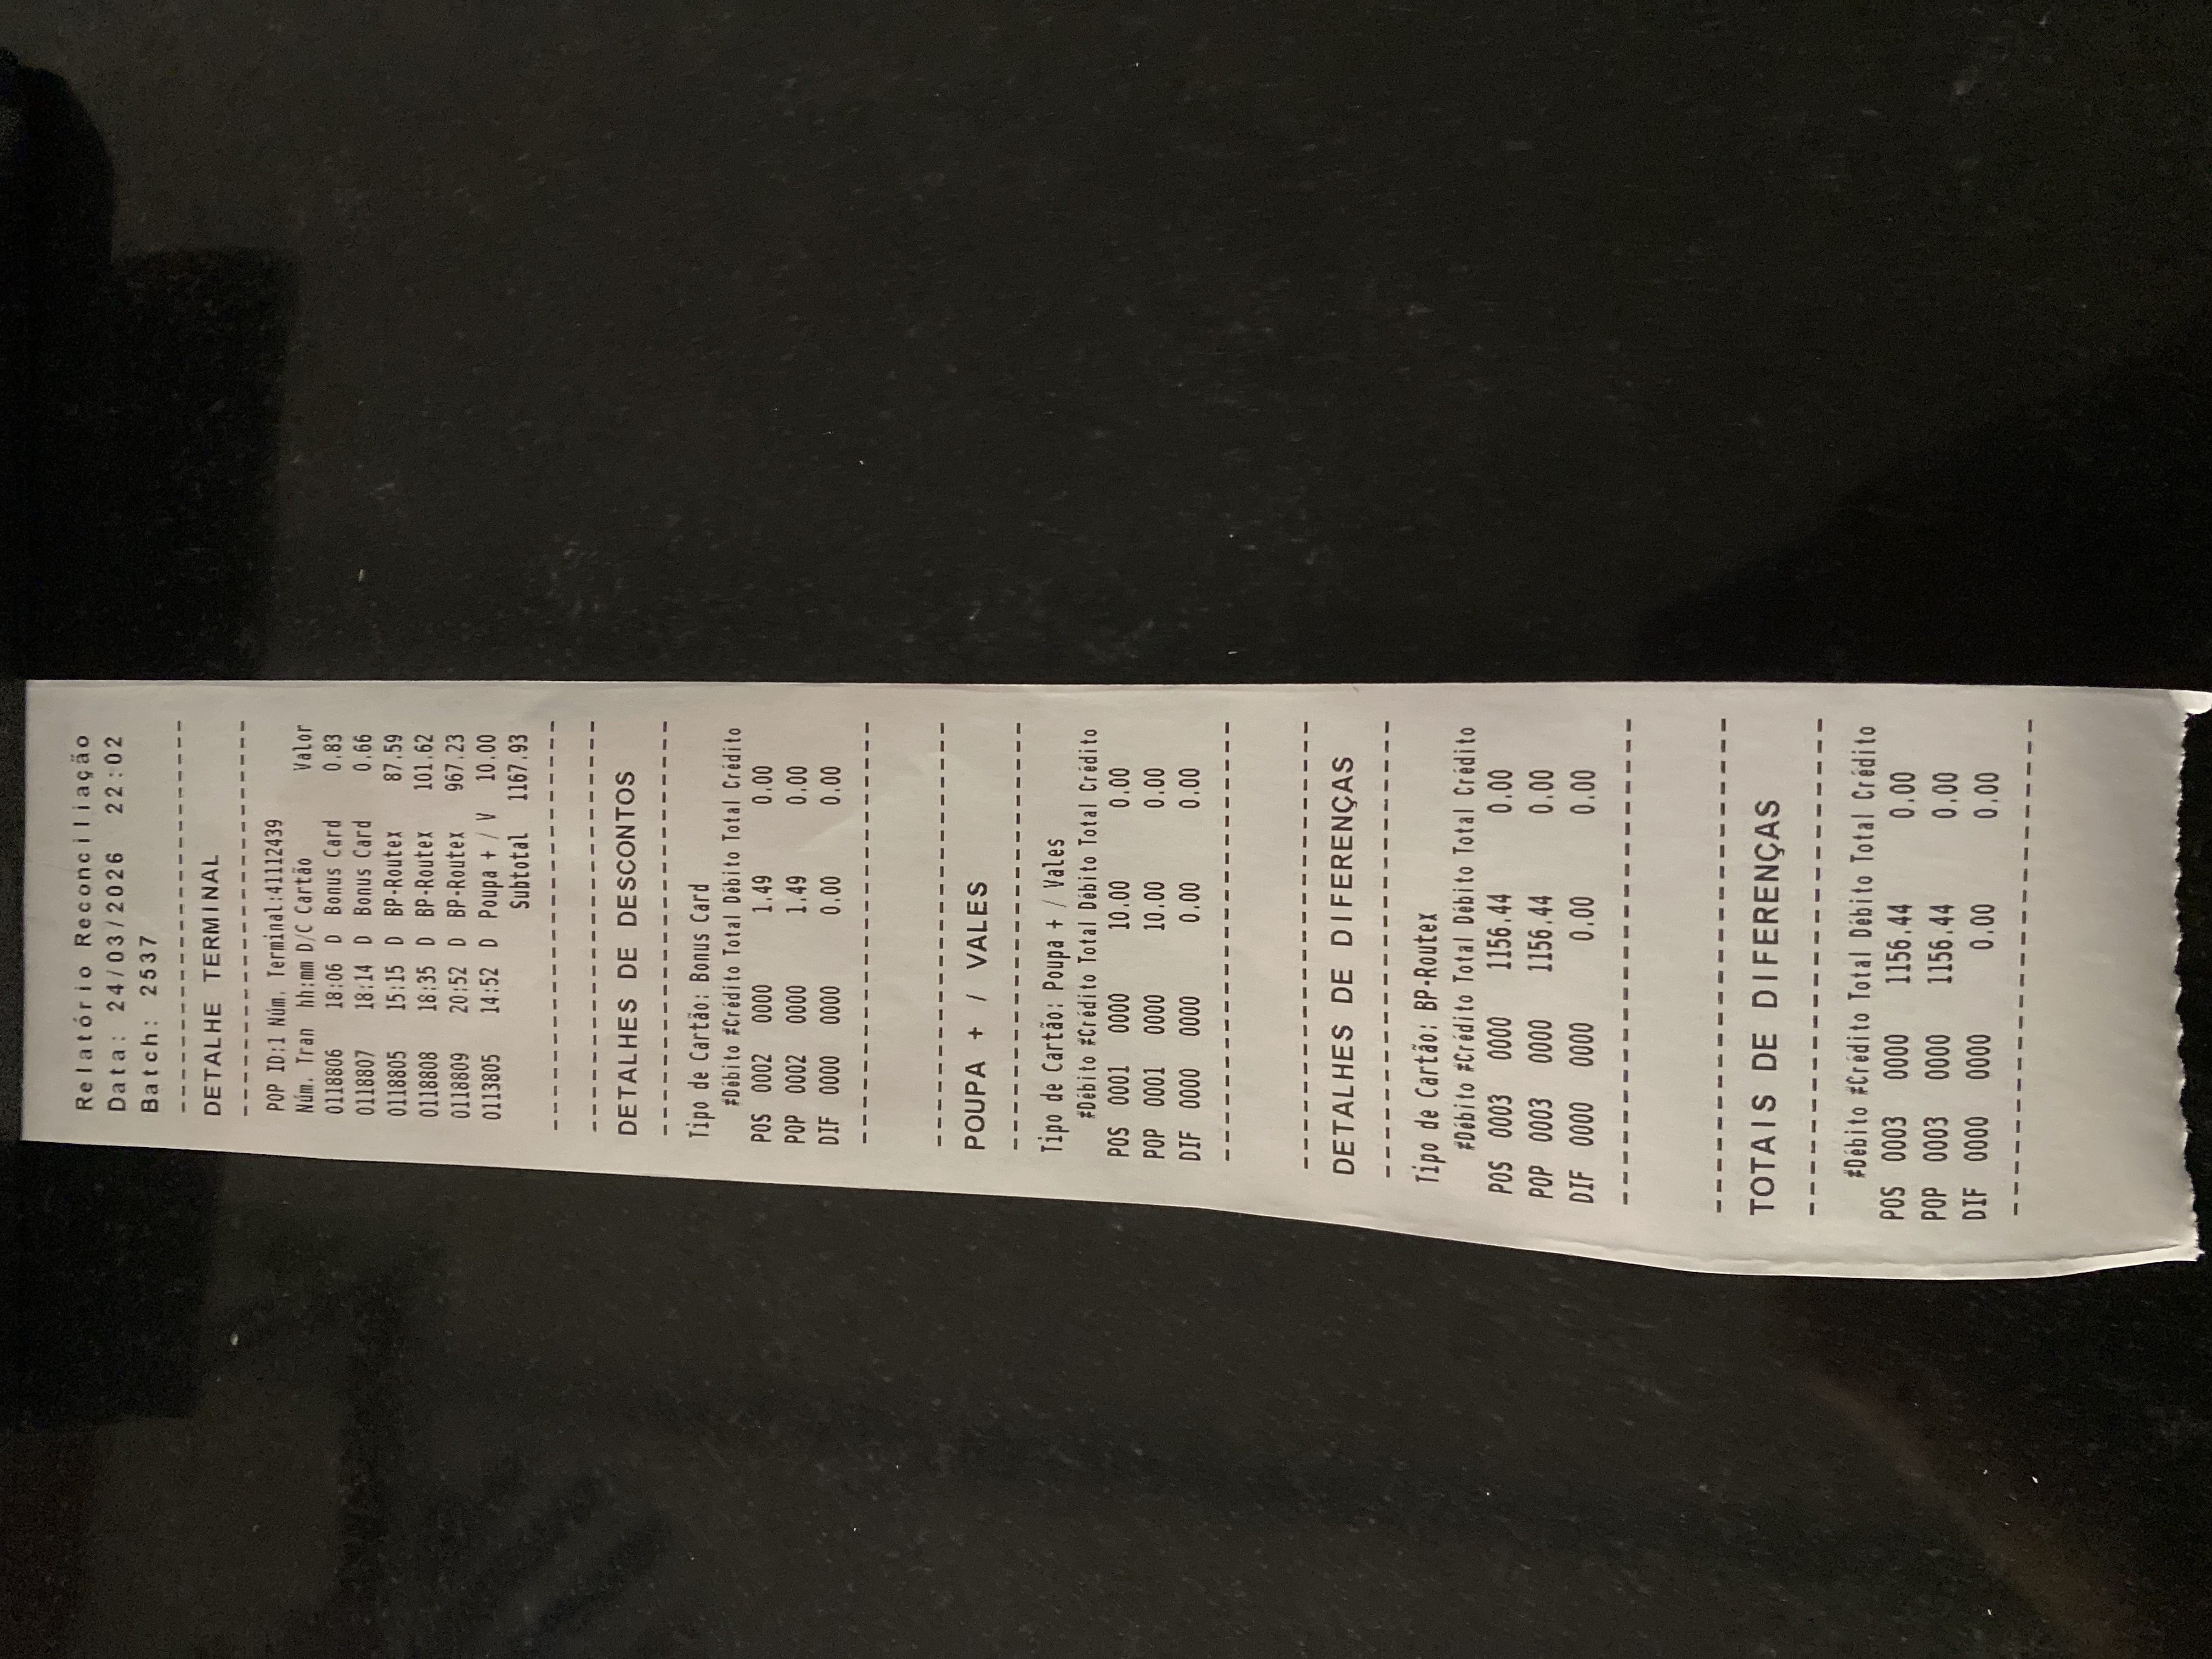 Relatório Reconciliação
Data: 24/03/2026 22:02
Batch: 2537
--------------------------------
DETALHE TERMINAL
--------------------------------
POP ID:1 Núm. Terminal:41112439
Núm. Tran hh:mm D/C Cartão Valor
0118806 18:06 D Bonus Card 0.83
0118807 18:14 D Bonus Card 0.66
0118805 15:15 D BP-Routex 87.59
0118808 18:35 D BP-Routex 101.62
0118809 20:52 D BP-Routex 967.23
0113805 14:52 D Poupa + / V 10.00
Subtotal 1167.93
--------------------------------
--------------------------------
DETALHES DE DESCONTOS
--------------------------------
Tipo de Cartão: Bonus Card
#Débito #Crédito Total Débito Total Crédito
POS 0002 0000 1.49 0.00
POP 0002 0000 1.49 0.00
DIF 0000 0000 0.00 0.00
--------------------------------
--------------------------------
POUPA + / VALES
--------------------------------
Tipo de Cartão: Poupa + / Vales
#Débito #Crédito Total Débito Total Crédito
POS 0001 0000 10.00 0.00
POP 0001 0000 10.00 0.00
DIF 0000 0000 0.00 0.00
--------------------------------
--------------------------------
DETALHES DE DIFERENÇAS
--------------------------------
Tipo de Cartão: BP-Routex
#Débito #Crédito Total Débito Total Crédito
POS 0003 0000 1156.44 0.00
POP 0003 0000 1156.44 0.00
DIF 0000 0000 0.00 0.00
--------------------------------
--------------------------------
TOTAIS DE DIFERENÇAS
--------------------------------
#Débito #Crédito Total Débito Total Crédito
POS 0003 0000 1156.44 0.00
POP 0003 0000 1156.44 0.00
DIF 0000 0000 0.00 0.00
--------------------------------